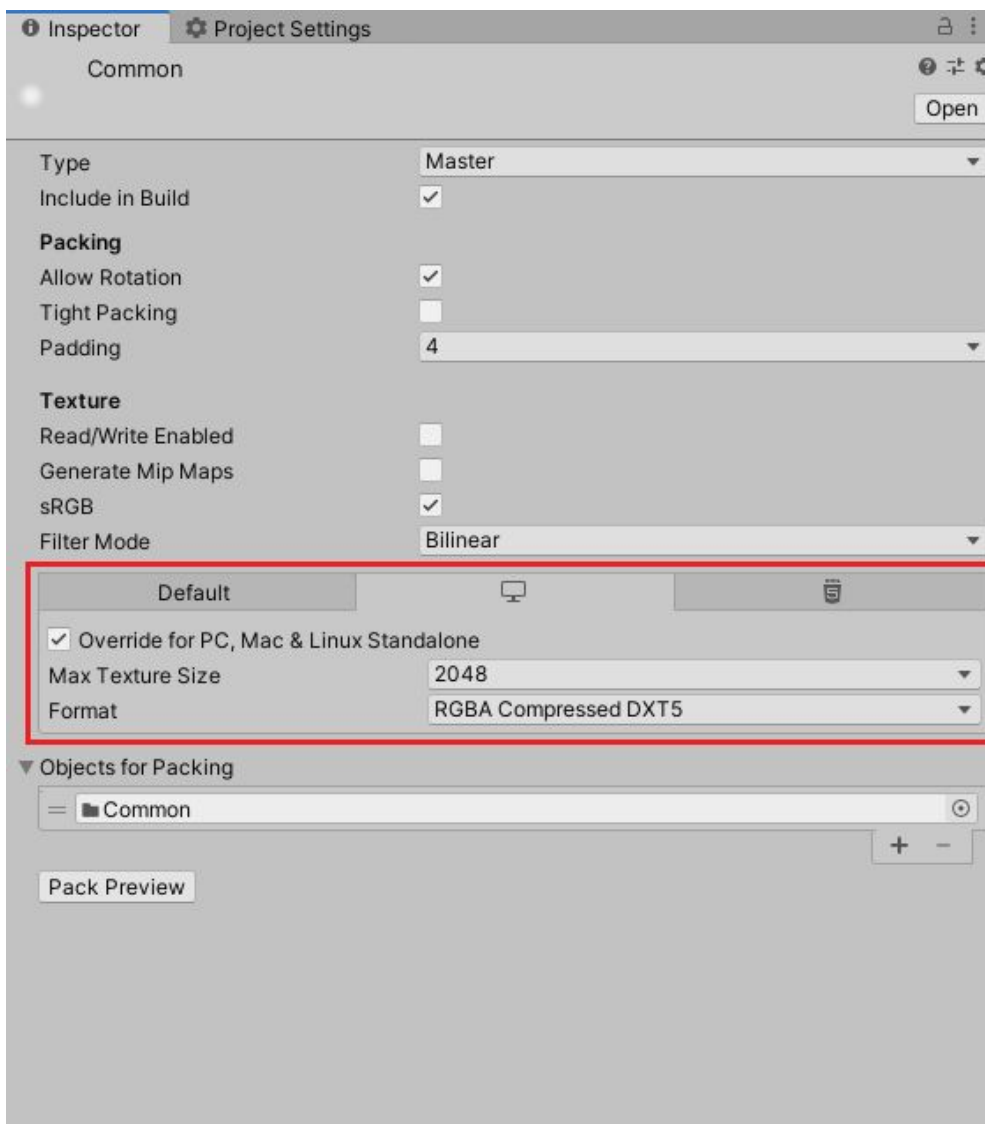 Inspector Project Settings
Common
Open
Type Master
Include in Build
Packing
Allow Rotation
Tight Packing
Padding 4
Texture
Read/Write Enabled
Generate Mip Maps
sRGB
Filter Mode Bilinear
Default
Override for PC, Mac & Linux Standalone
Max Texture Size 2048
Format RGBA Compressed DXT5
Objects for Packing
Common
Pack Preview